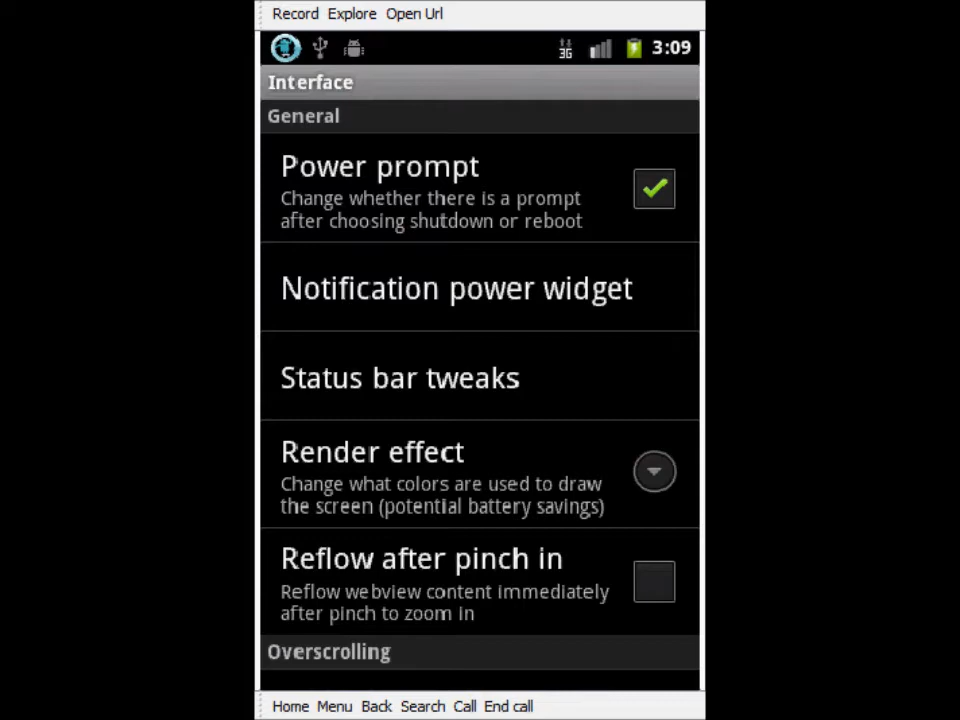 Record Explore Open Url
3G 3:09
Interface
General
Power prompt
Change whether there is a prompt
after choosing shutdown or reboot
Notification power widget
Status bar tweaks
Render effect
Change what colors are used to draw
the screen (potential battery savings)
Reflow after pinch in
Reflow webview content immediately
after pinch to zoom in
Overscrolling
Home Menu Back Search Call End call